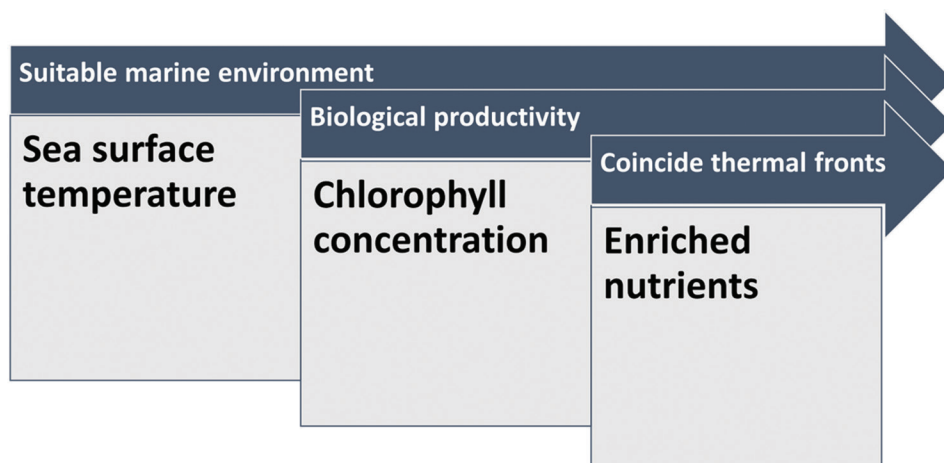 Suitable marine environment
Sea surface
temperature
Biological productivity
Chlorophyll
concentration
Coincide thermal fronts
Enriched
nutrients